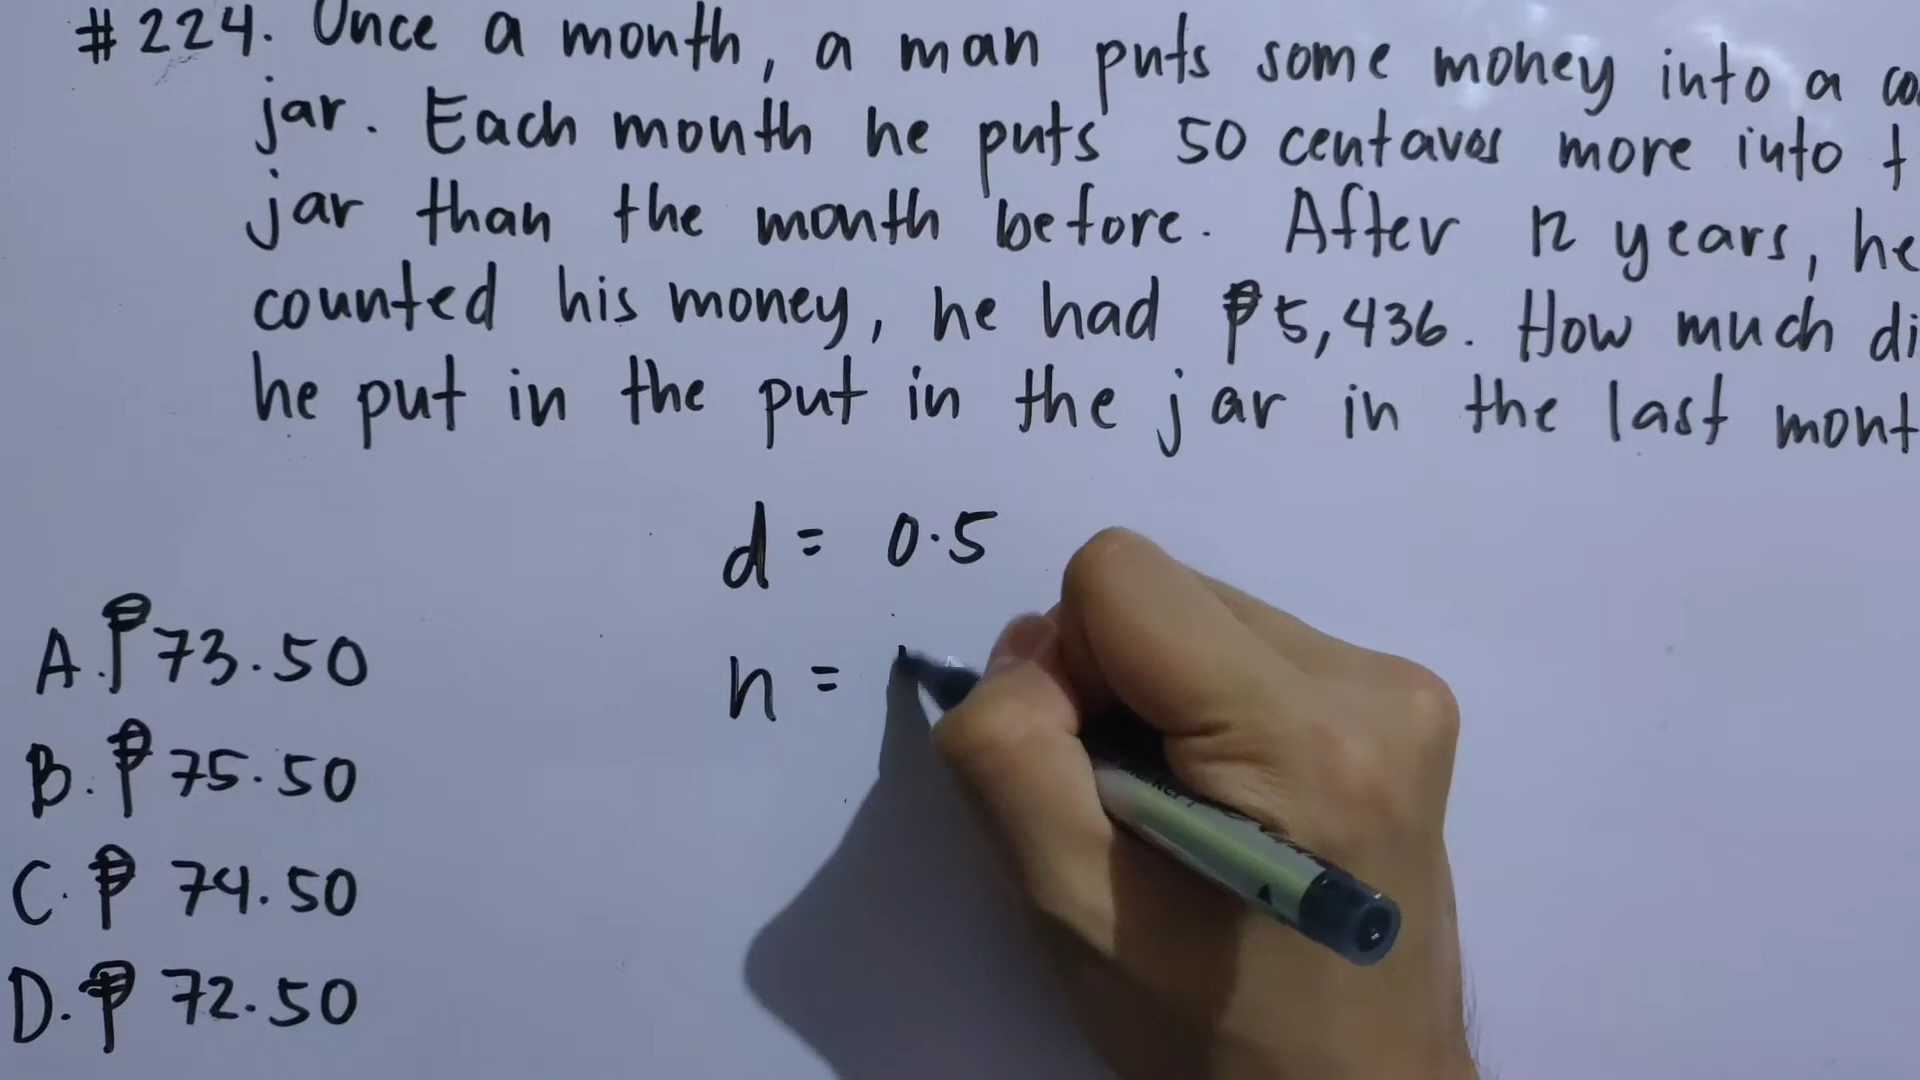 #224. Once a month, a man puts some money into a
jar. Each month he puts 50 centavos more into
jar than the month before. After 12 years, he
counted his money, he had ₱5,436. How much
he put in the put in the jar in the last
d = 0.5
n =
A. ₱73.50
B. ₱75.50
C. ₱74.50
D. ₱72.50